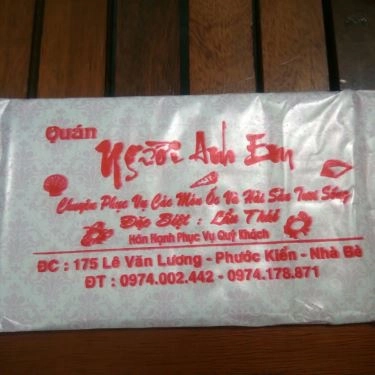 Quán
Người Anh Em
Chuyên Phục Vụ Các Món Ốc Và Hải Sản Tươi Sống
Đặc Biệt : Lẩu Thái
Hân Hạnh Phục Vụ Quý Khách
ĐC : 175 Lê Văn Lương - Phước Kiển - Nhà Bè
ĐT : 0974.002.442 - 0974.178.871